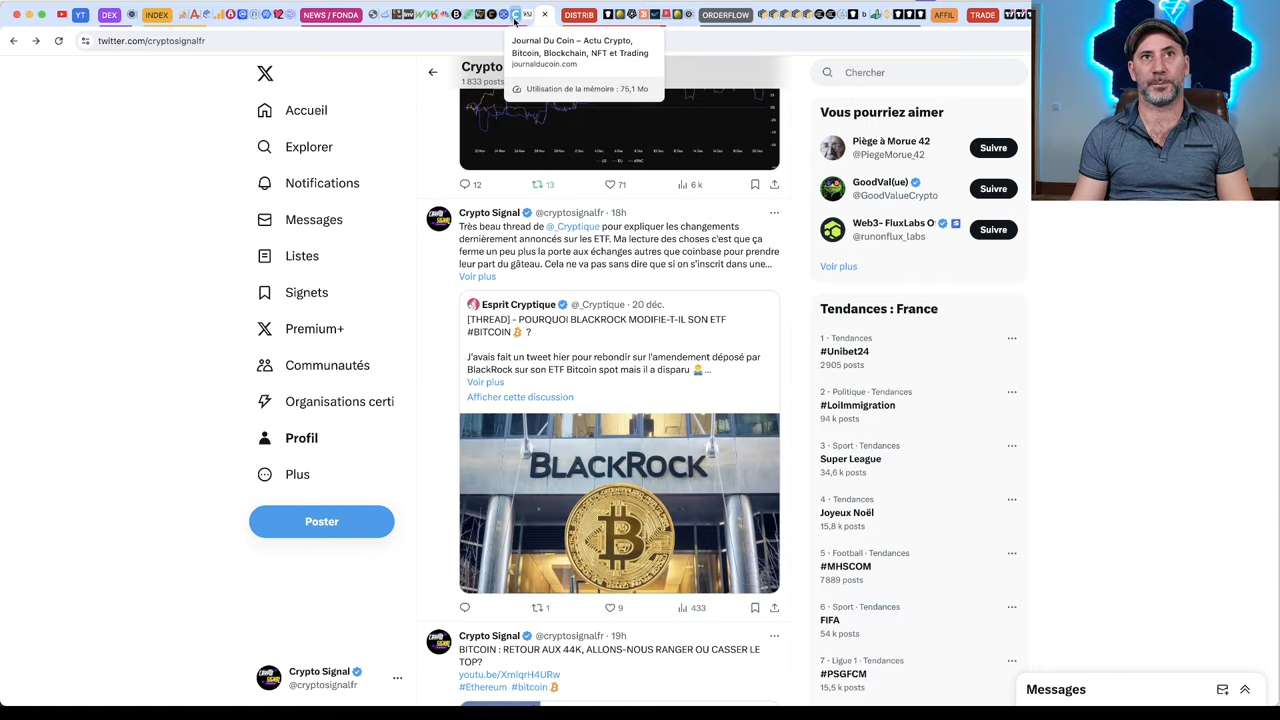 YT
DEX
INDEX
NEWS / FONDA
DISTRIB
ORDERFLOW
AFFIL
TRADE
twitter.com/cryptosignalfr
Journal Du Coin – Actu Crypto,
Bitcoin, Blockchain, NFT et Trading
journalducoin.com
Utilisation de la mémoire : 75,1 Mo
Accueil
Explorer
Notifications
Messages
Listes
Signets
Premium+
Communautés
Organisations certi
Profil
Plus
Poster
Crypto Signal
@cryptosignalfr
Crypto
1 833 posts
12
13
71
6 k
Crypto Signal @cryptosignalfr · 18h
Très beau thread de @_Cryptique pour expliquer les changements
dernièrement annoncés sur les ETF. Ma lecture des choses c'est que ça
ferme un peu plus la porte aux échanges autres que coinbase pour prendre
leur part du gâteau. Cela ne va pas sans dire que si on s'inscrit dans une...
Voir plus
Esprit Cryptique @_Cryptique · 20 déc.
[THREAD] - POURQUOI BLACKROCK MODIFIE-T-IL SON ETF
#BITCOIN ?
J'avais fait un tweet hier pour rebondir sur l'amendement déposé par
BlackRock sur son ETF Bitcoin spot mais il a disparu ...
Voir plus
Afficher cette discussion
BLACKROCK
1
9
433
Crypto Signal @cryptosignalfr · 19h
BITCOIN : RETOUR AUX 44K, ALLONS-NOUS RANGER OU CASSER LE
TOP?
youtu.be/XrnlqrH4URw
#Ethereum #bitcoin
Chercher
Vous pourriez aimer
Piège à Morue 42
@PiegeMorue_42
Suivre
GoodVal(ue)
@GoodValueCrypto
Suivre
Web3- FluxLabs O
@runonflux_labs
Suivre
Voir plus
Tendances : France
1 · Tendances
#Unibet24
2 905 posts
2 · Politique · Tendances
#LoiImmigration
94 k posts
3 · Sport · Tendances
Super League
34,6 k posts
4 · Tendances
Joyeux Noël
15,8 k posts
5 · Football · Tendances
#MHSCOM
7 889 posts
6 · Sport · Tendances
FIFA
54 k posts
7 · Ligue 1 · Tendances
#PSGFCM
15,5 k posts
Messages